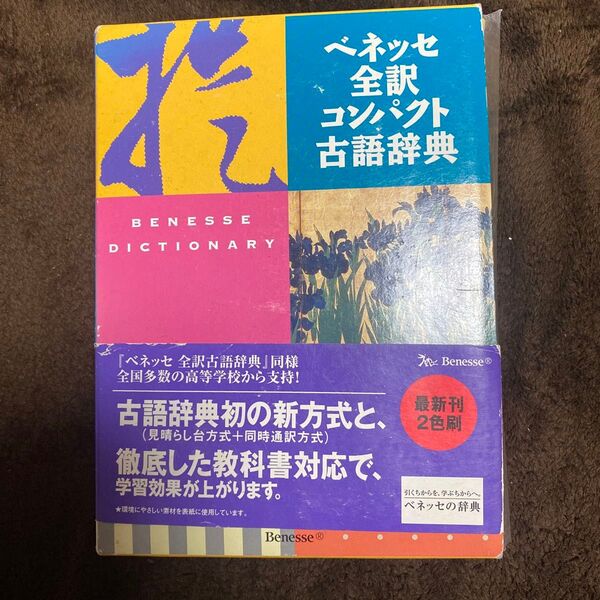 ベネッセ
全訳
コンパクト
古語辞典
BENESSE
DICTIONARY
『ベネッセ 全訳古語辞典』同様
全国多数の高等学校から支持!
Benesse®
古語辞典初の新方式と、
(見晴らし台方式+同時通訳方式)
徹底した教科書対応で、
学習効果が上がります。
★環境にやさしい素材を表紙に使用しています。
最新刊
2色刷
引くちからを、学ぶちからへ。
ベネッセの辞典
Benesse®